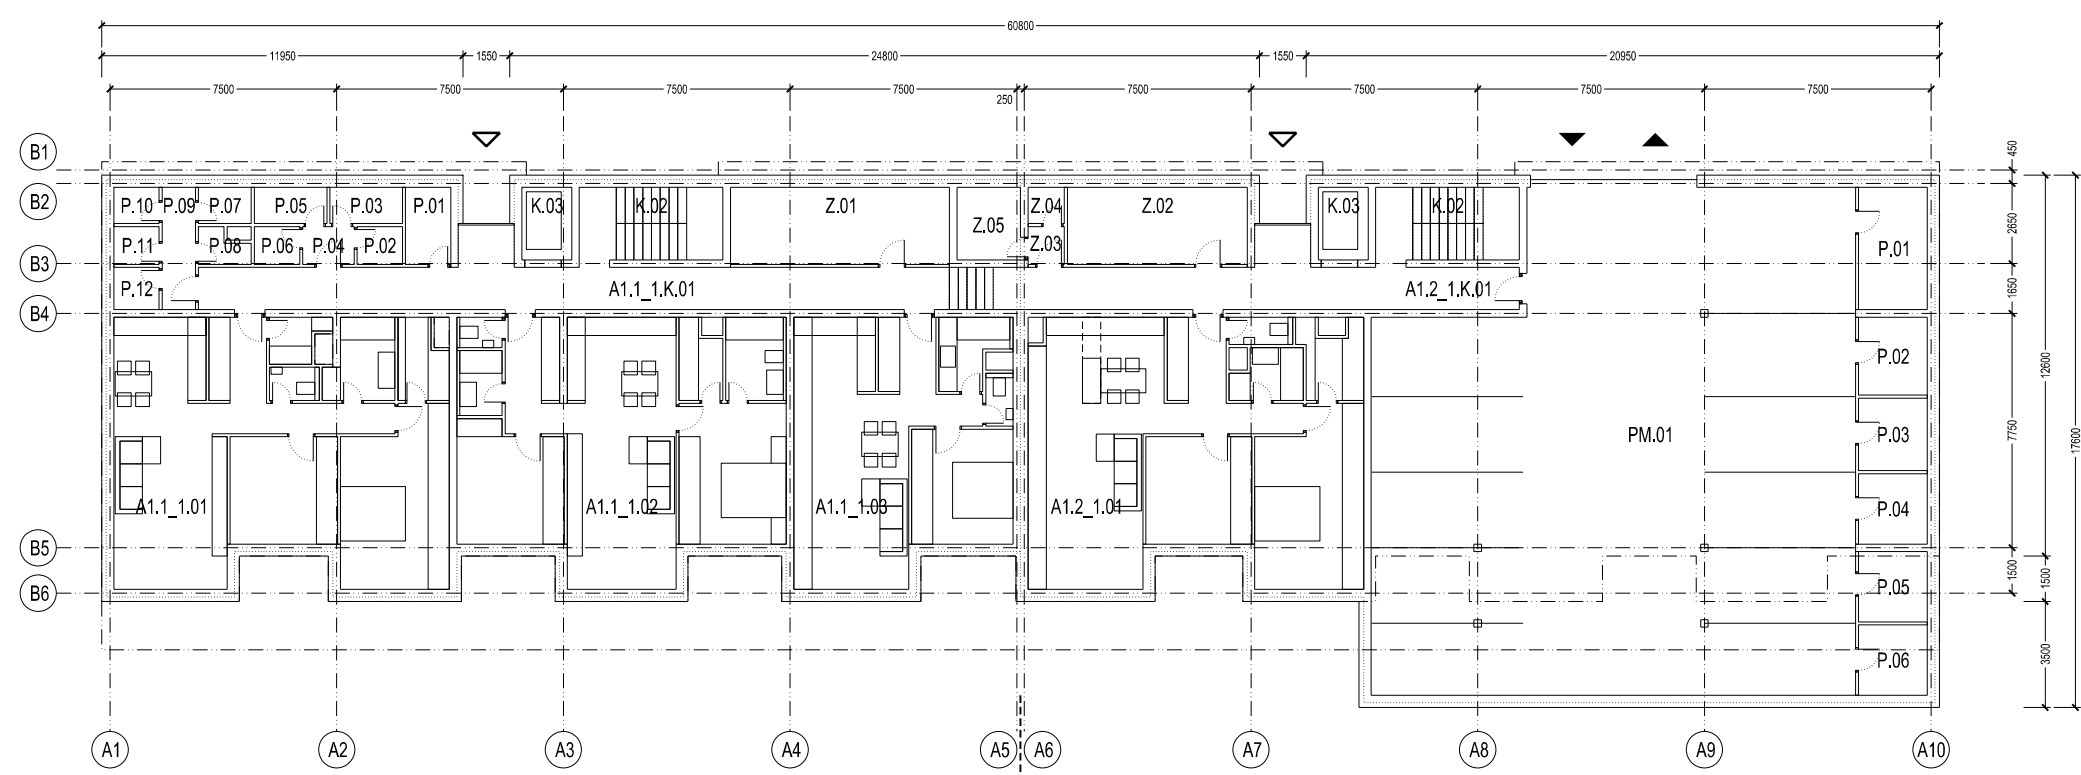 60800
11950 1550 24800 1550 20950
7500 7500 7500 7500 250 7500 7500 7500 7500
B1
B2
B3
B4
B5
B6
P.10 P.09 P.07 P.05 P.03 P.01 K.03 K.02 Z.01 Z.05 Z.04 Z.02 K.03 K.02
P.11 P.08 P.06 P.04 P.02 Z.03 P.01
P.12 A1.1_1.K.01 A1.2_1.K.01
P.02
PM.01 P.03
A1.1_1.01 A1.1_1.02 A1.1_1.03 A1.2_1.01 P.04
P.05
P.06
450
2650
1650
7750
1500
12600
1500
3500
17600
A1 A2 A3 A4 A5 A6 A7 A8 A9 A10